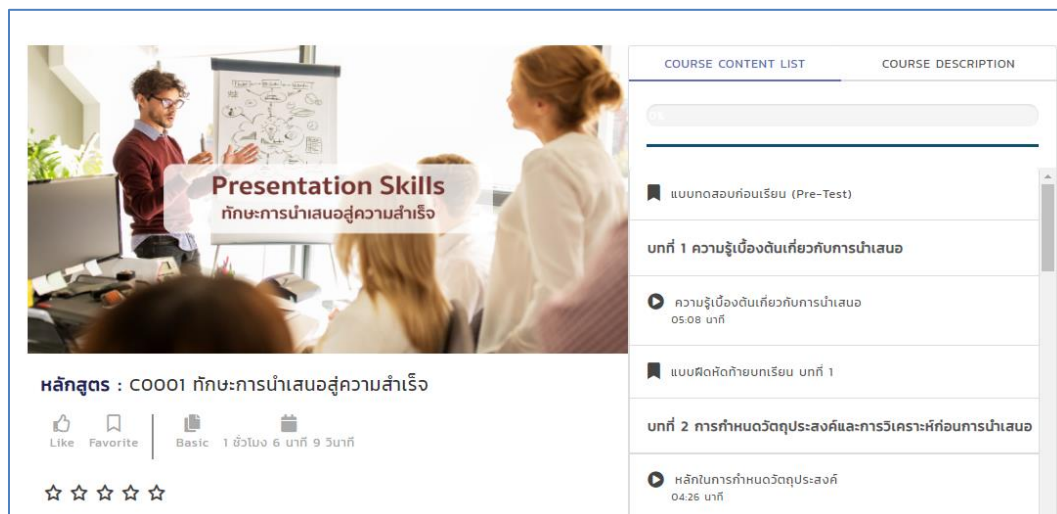 Presentation Skills
ทักษะการนำเสนอสู่ความสำเร็จ
หลักสูตร : C0001 ทักษะการนำเสนอสู่ความสำเร็จ
Like Favorite Basic 1 ชั่วโมง 6 นาที 9 วินาที
COURSE CONTENT LIST COURSE DESCRIPTION
0%
แบบทดสอบก่อนเรียน (Pre-Test)
บทที่ 1 ความรู้เบื้องต้นเกี่ยวกับการนำเสนอ
ความรู้เบื้องต้นเกี่ยวกับการนำเสนอ
05:08 นาที
แบบฝึกหัดท้ายบทเรียน บทที่ 1
บทที่ 2 การกำหนดวัตถุประสงค์และการวิเคราะห์ก่อนการนำเสนอ
หลักในการกำหนดวัตถุประสงค์
04:26 นาที